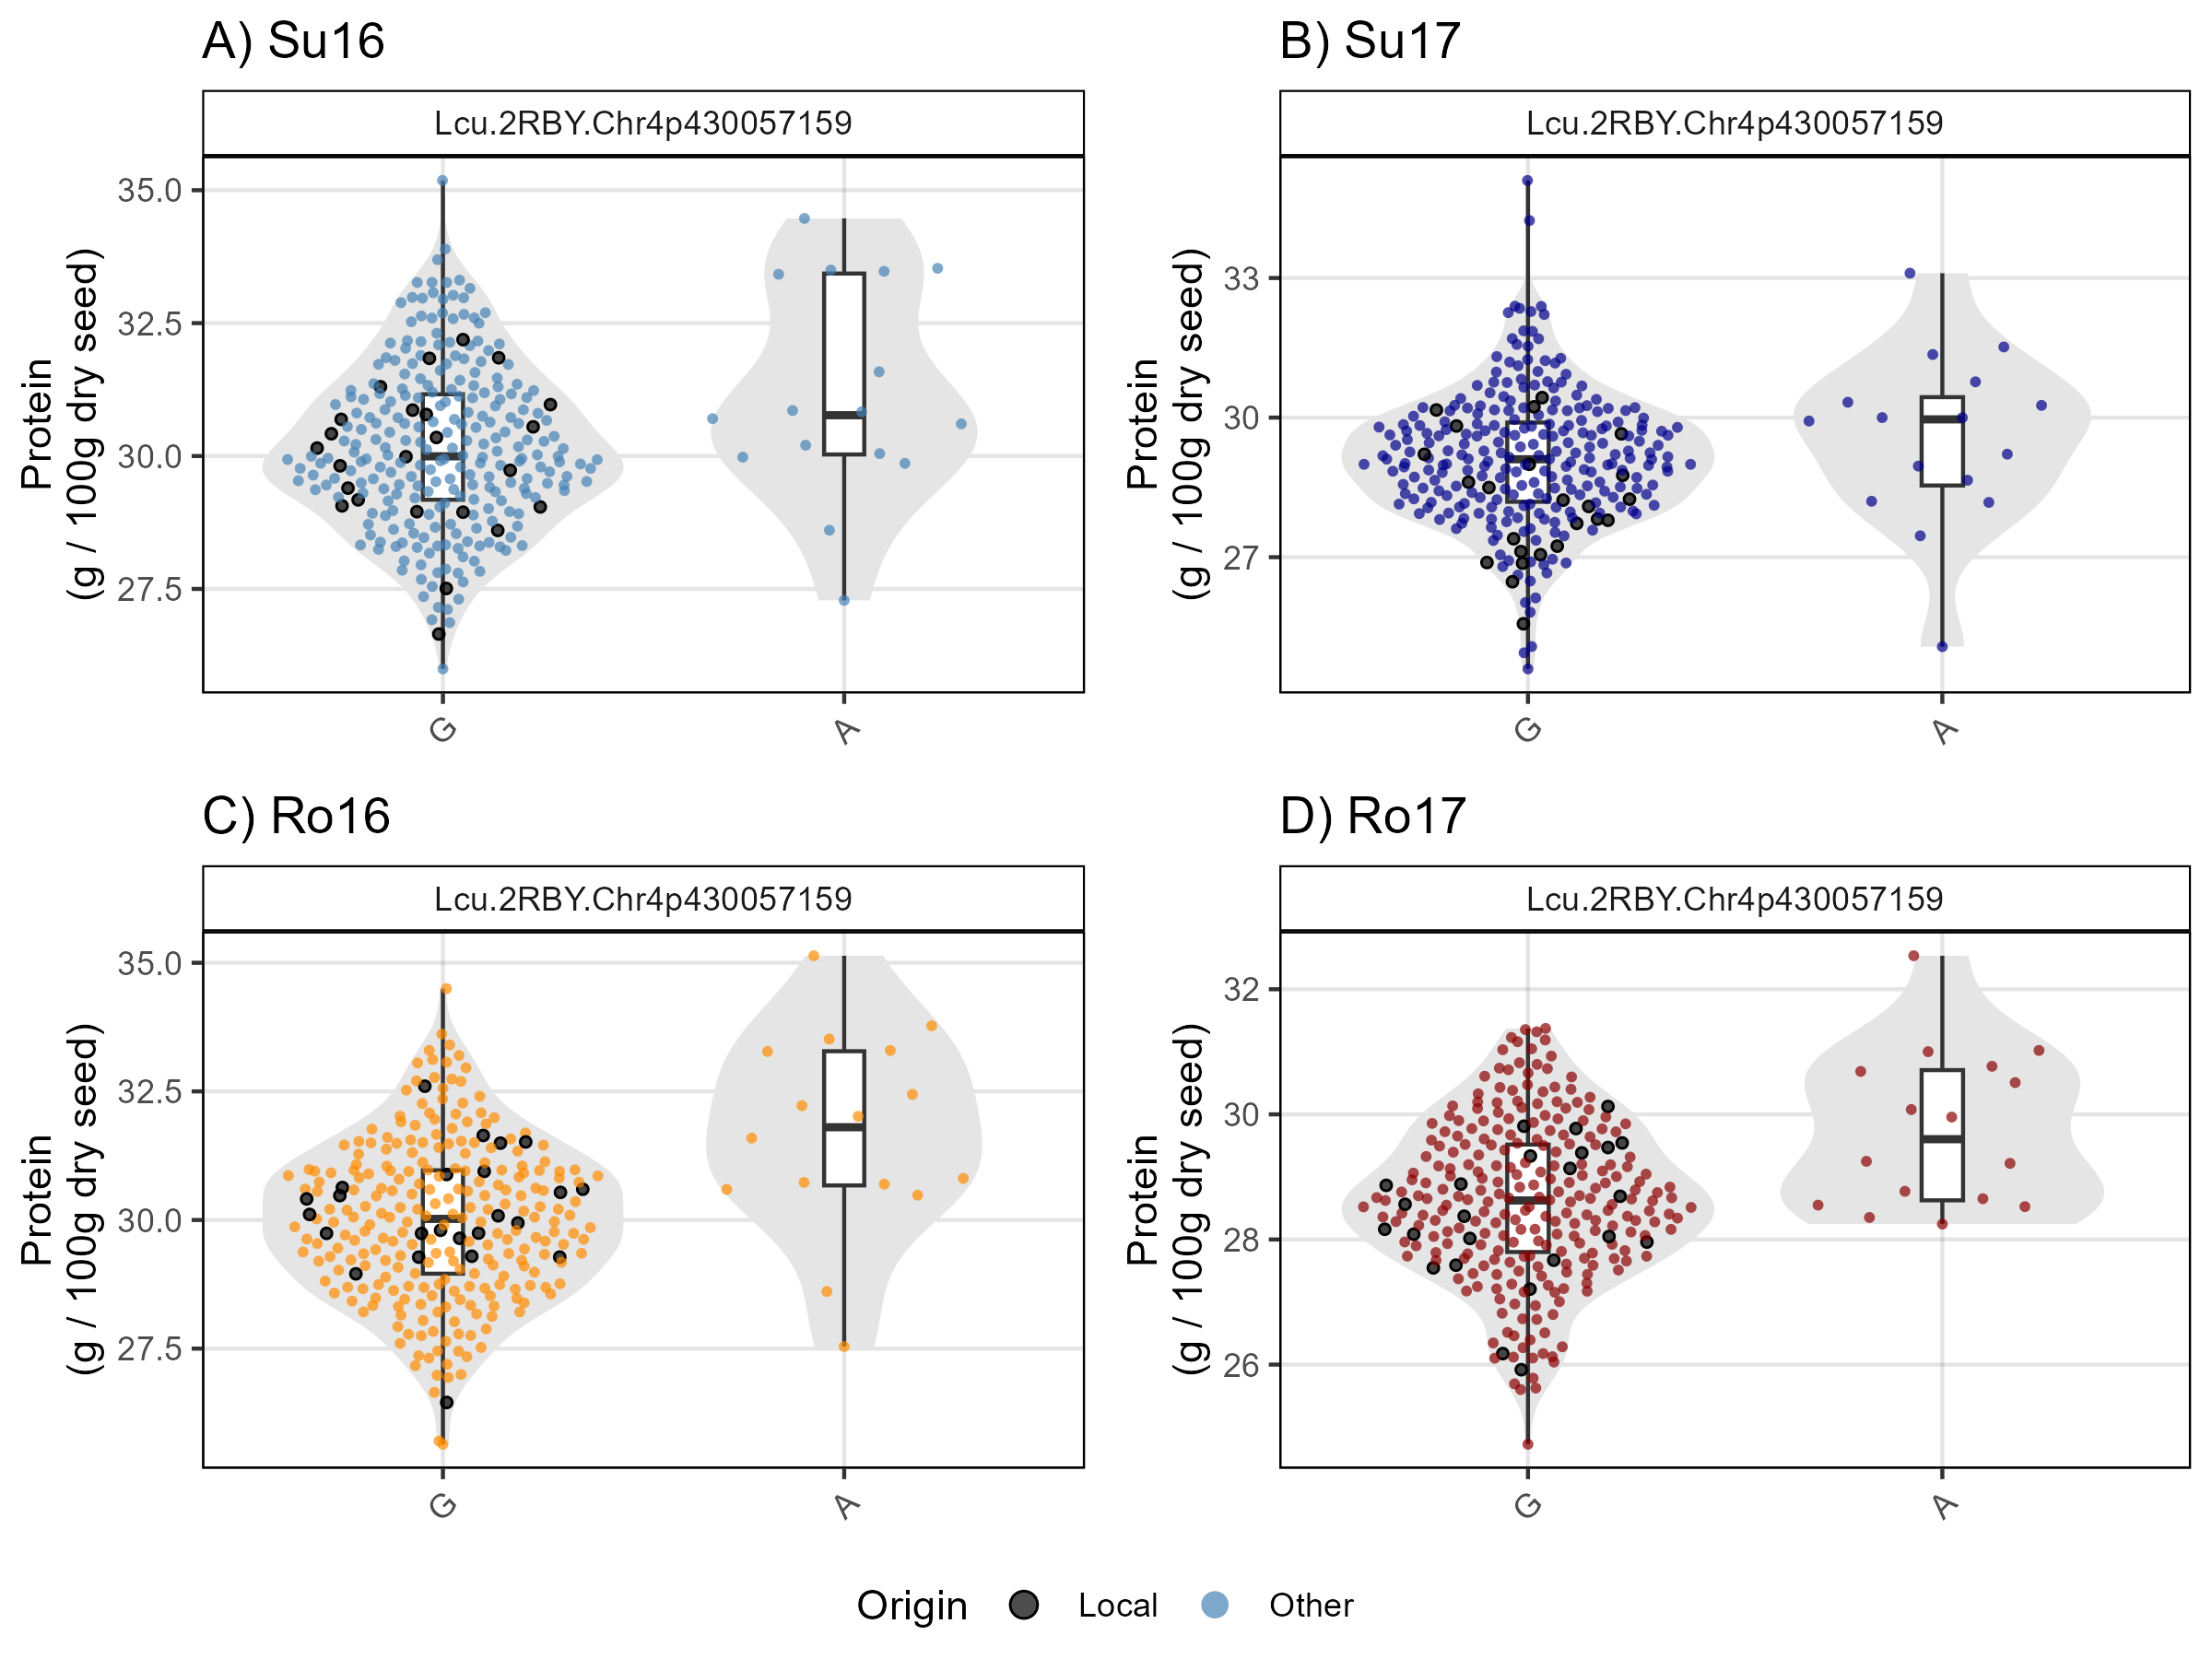 A) Su16
Lcu.2RBY.Chr4p430057159
Protein
(g / 100g dry seed)
35.0
32.5
30.0
27.5
G
A
B) Su17
Lcu.2RBY.Chr4p430057159
Protein
(g / 100g dry seed)
33
30
27
G
A
C) Ro16
Lcu.2RBY.Chr4p430057159
Protein
(g / 100g dry seed)
35.0
32.5
30.0
27.5
G
A
D) Ro17
Lcu.2RBY.Chr4p430057159
Protein
(g / 100g dry seed)
32
30
28
26
G
A
Origin Local Other